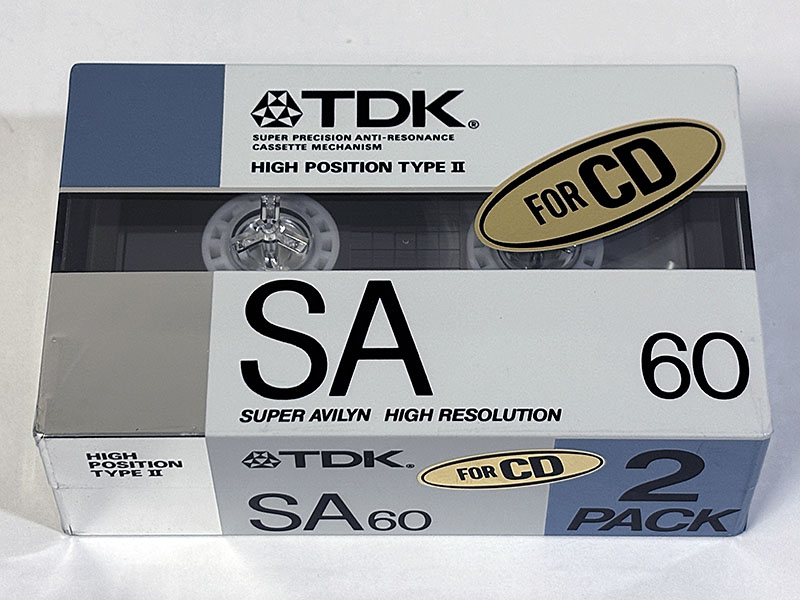 TDK®
SUPER PRECISION ANTI-RESONANCE
CASSETTE MECHANISM
HIGH POSITION TYPE II
FOR CD
SA 60
SUPER AVILYN HIGH RESOLUTION
HIGH
POSITION
TYPE II
TDK®
SA60
FOR CD
2
PACK